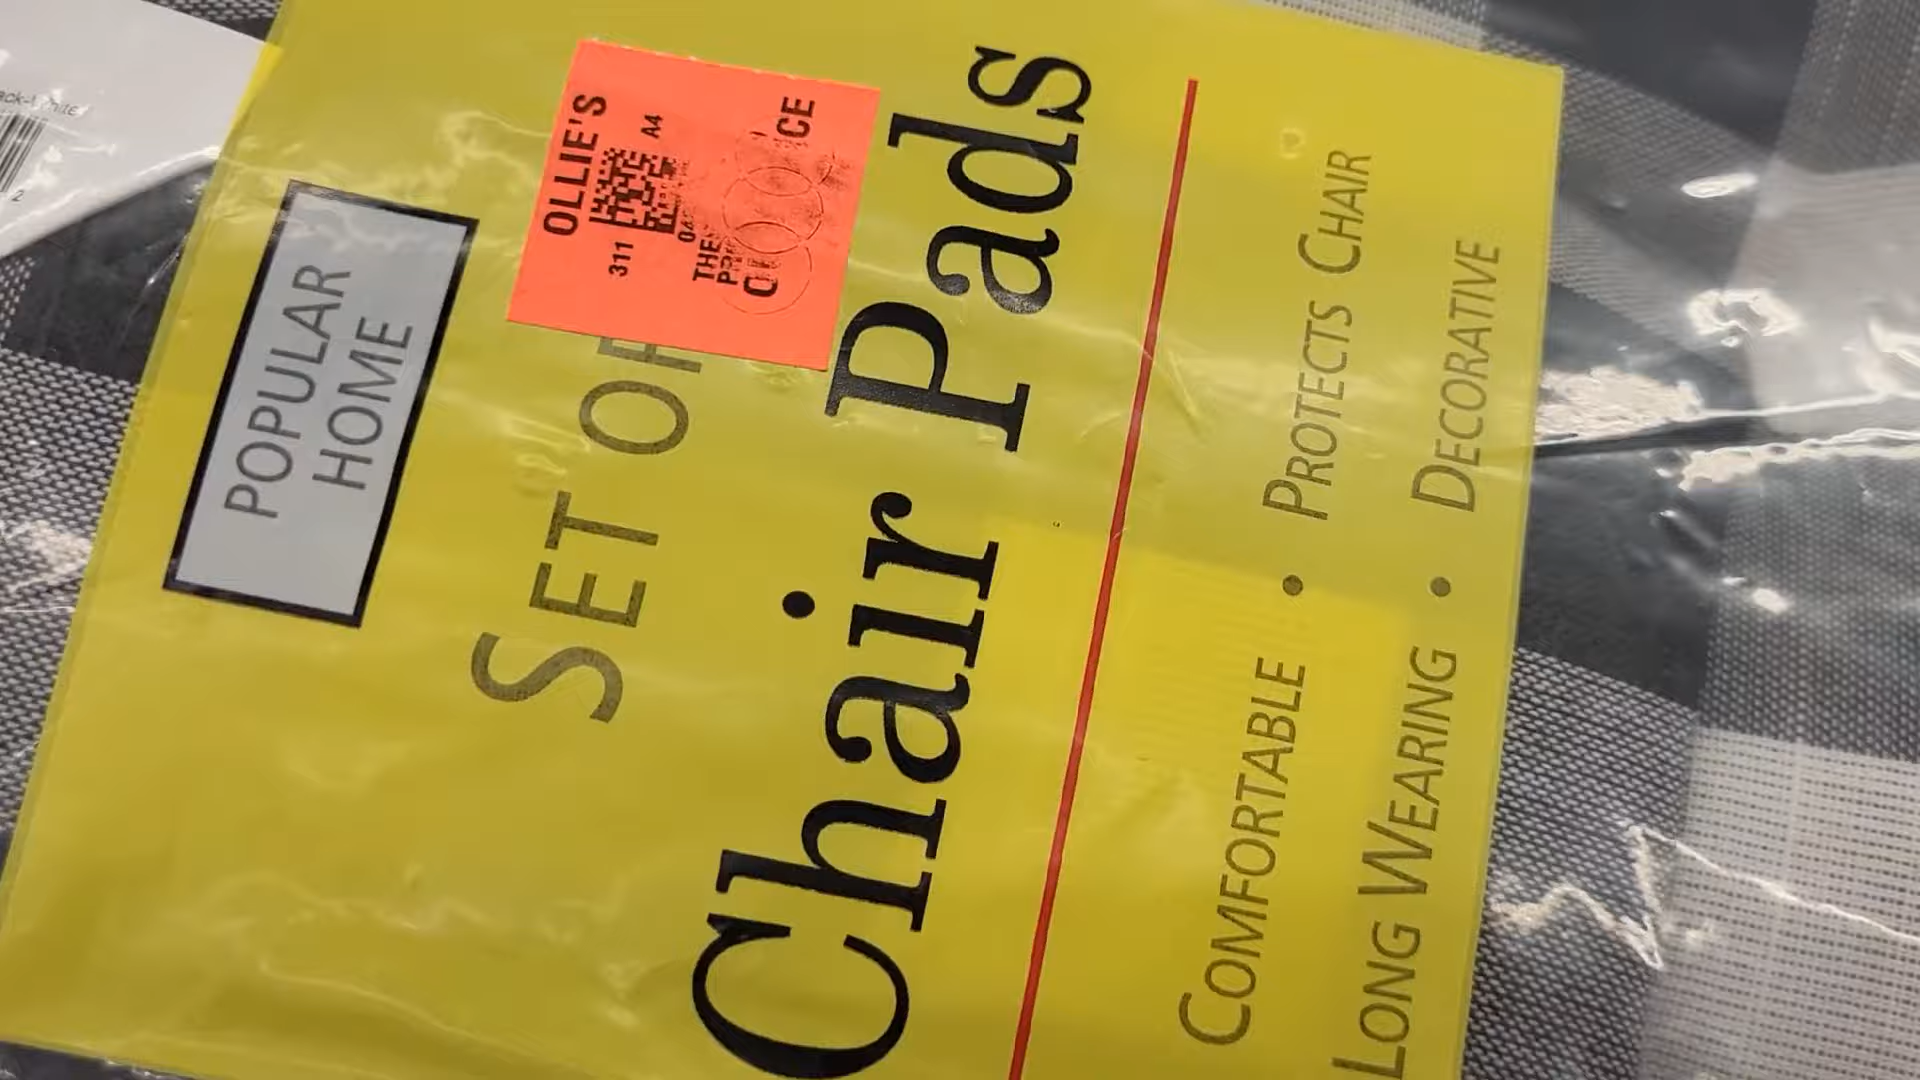 POPULAR
HOME
SET OF
Chair Pads
COMFORTABLE • PROTECTS CHAIR
LONG WEARING • DECORATIVE
OLLIE'S
311 A4